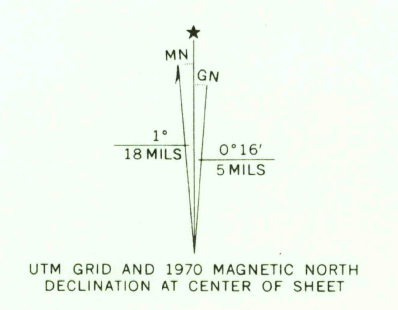 ★
MN
GN
1°
18 MILS
0°16′
5 MILS
UTM GRID AND 1970 MAGNETIC NORTH
DECLINATION AT CENTER OF SHEET